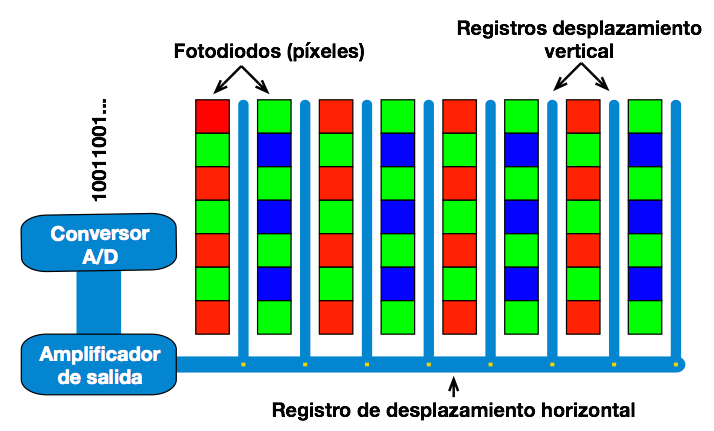 Registros desplazamiento
vertical
Fotodiodos (píxeles)
10011001...
Conversor
A/D
Amplificador
de salida
Registro de desplazamiento horizontal